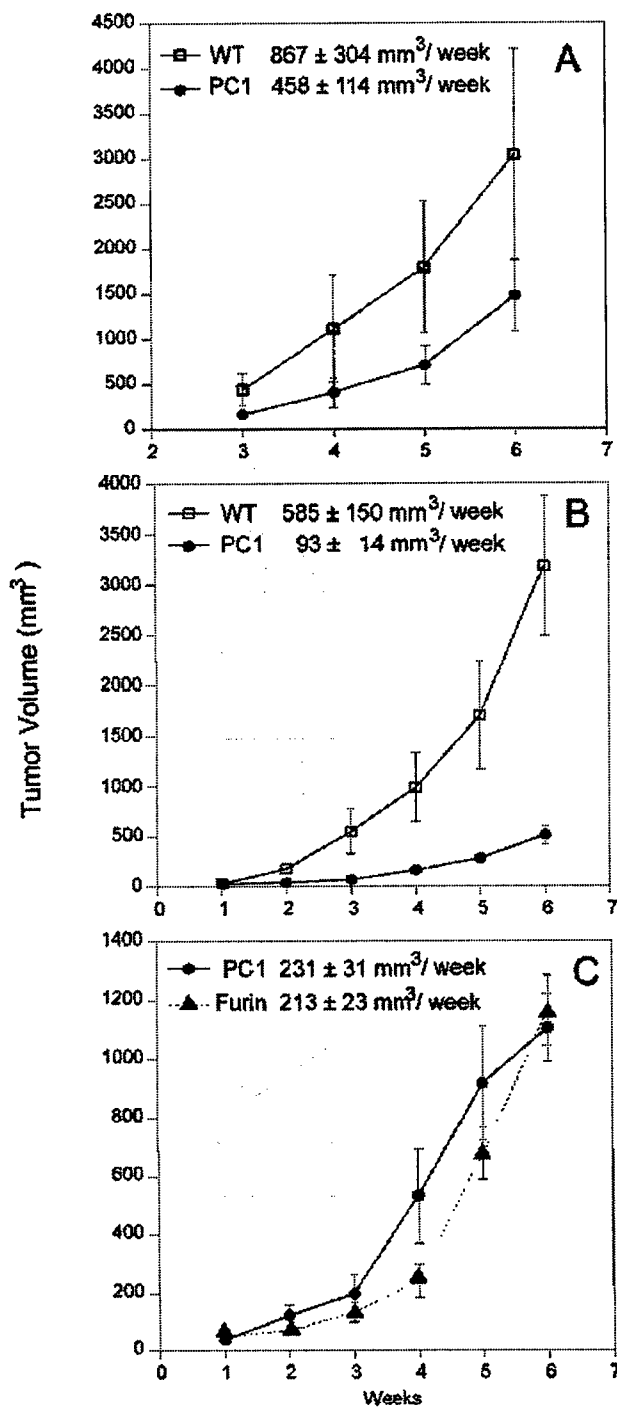 A
WT 867 ± 304 mm³/ week
PC1 458 ± 114 mm³/ week
4500
4000
3500
3000
2500
2000
1500
1000
500
0
2 3 4 5 6 7
B
WT 585 ± 150 mm³/ week
PC1 93 ± 14 mm³/ week
4000
3500
3000
2500
2000
1500
1000
500
0
0 1 2 3 4 5 6 7
Tumor Volume (mm³)
C
PC1 231 ± 31 mm³/ week
Furin 213 ± 23 mm³/ week
1400
1200
1000
800
600
400
200
0
0 1 2 3 4 5 6 7
Weeks